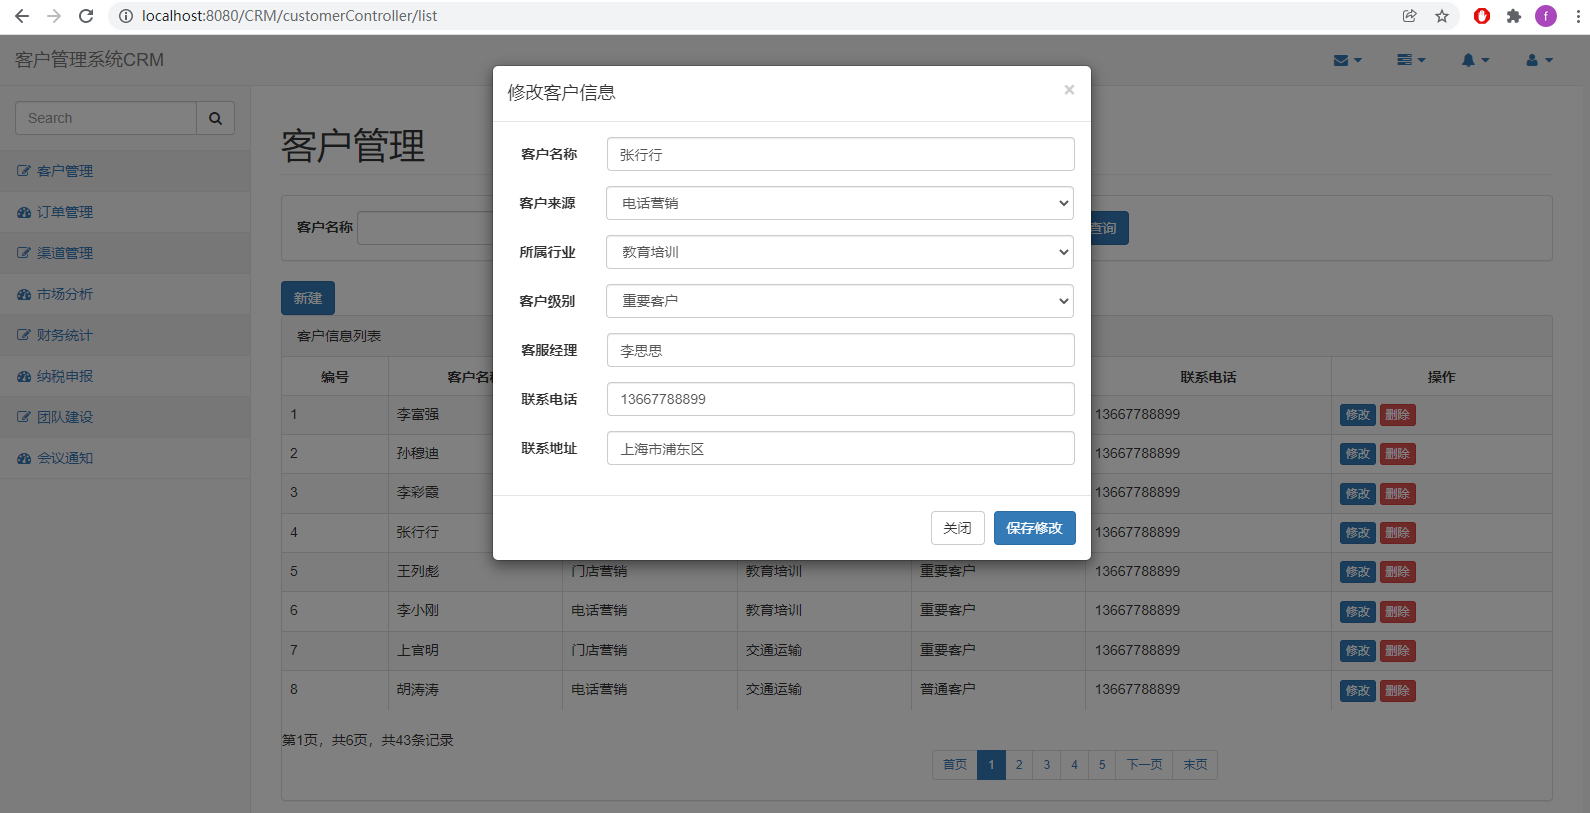 localhost:8080/CRM/customerController/list
f
客户管理系统CRM
Search
客户管理
订单管理
渠道管理
市场分析
财务统计
纳税申报
团队建设
会议通知
客户管理
客户名称
查询
新建
客户信息列表
编号 客户名称 联系电话 操作
1 李富强 13667788899 修改 删除
2 孙穆迪 13667788899 修改 删除
3 李彩霞 13667788899 修改 删除
4 张行行 13667788899 修改 删除
5 王列彪 门店营销 教育培训 重要客户 13667788899 修改 删除
6 李小刚 电话营销 教育培训 重要客户 13667788899 修改 删除
7 上官明 门店营销 交通运输 重要客户 13667788899 修改 删除
8 胡涛涛 电话营销 交通运输 普通客户 13667788899 修改 删除
第1页，共6页，共43条记录
首页 1 2 3 4 5 下一页 末页
修改客户信息 ×
客户名称 张行行
客户来源 电话营销
所属行业 教育培训
客户级别 重要客户
客服经理 李思思
联系电话 13667788899
联系地址 上海市浦东区
关闭 保存修改